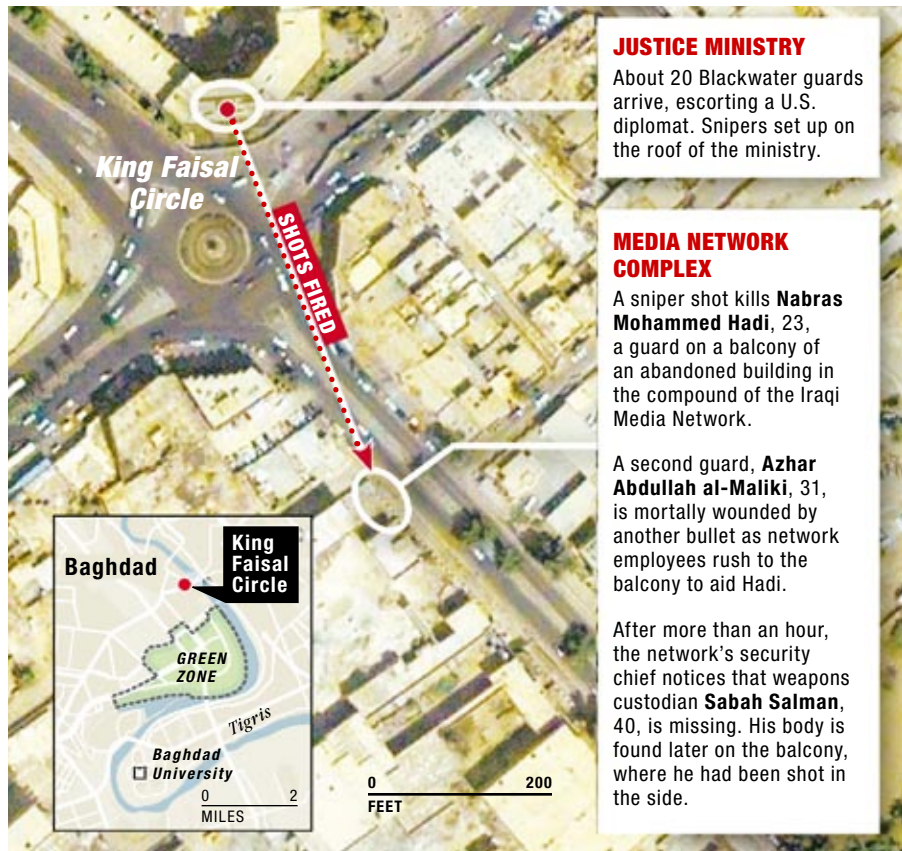 JUSTICE MINISTRY
About 20 Blackwater guards
arrive, escorting a U.S.
diplomat. Snipers set up on
the roof of the ministry.
King Faisal
Circle
SHOTS FIRED
MEDIA NETWORK
COMPLEX
A sniper shot kills Nabras
Mohammed Hadi, 23,
a guard on a balcony of
an abandoned building in
the compound of the Iraqi
Media Network.
A second guard, Azhar
Abdullah al-Maliki, 31,
is mortally wounded by
another bullet as network
employees rush to the
balcony to aid Hadi.
After more than an hour,
the network’s security
chief notices that weapons
custodian Sabah Salman,
40, is missing. His body is
found later on the balcony,
where he had been shot in
the side.
Baghdad
King
Faisal
Circle
GREEN
ZONE
Tigris
Baghdad
University
0 2
MILES
0 200
FEET